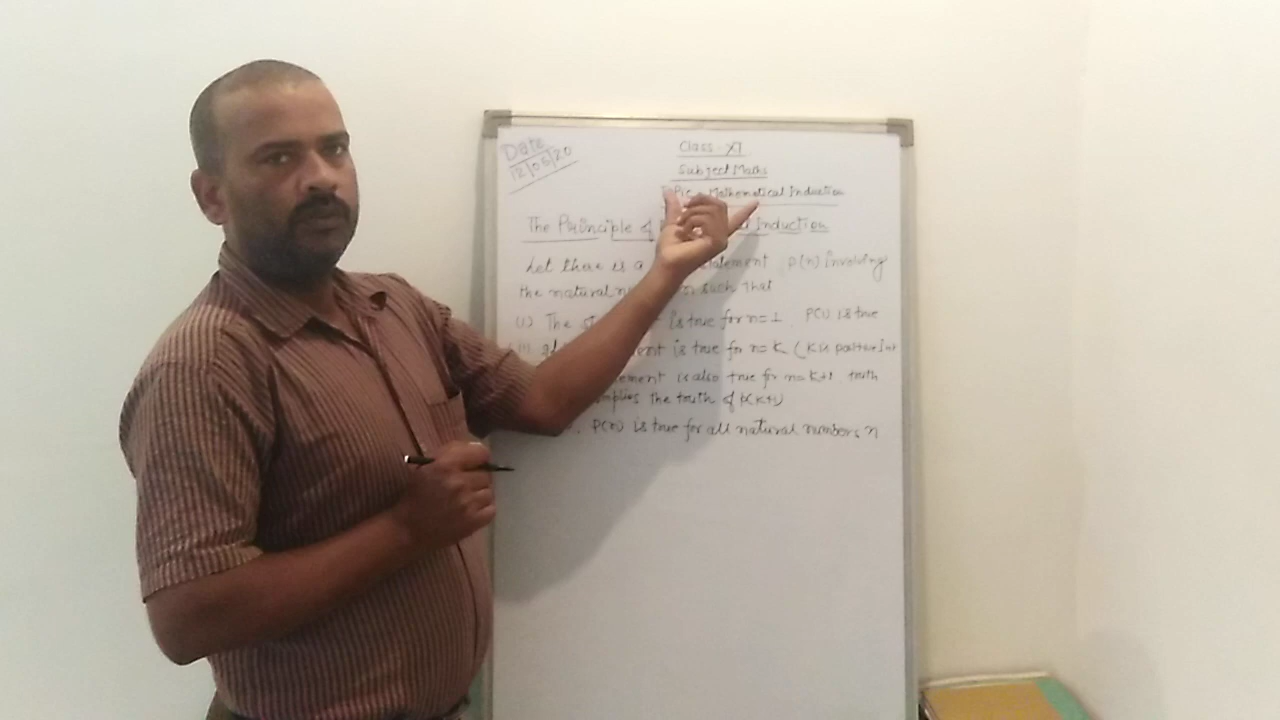 Date
12/05/20
Class - XI
Subject Maths
Topic - Mathematical Induction
The Principle of Induction
Let there is a statement P(n) involving
the natural n such that
(i) The is true for n=1 P(1) is true
(ii) is true for n=K (K is positive Int
is also true for n=K+1 truth
implies the truth of P(K+1)
P(n) is true for all natural numbers n